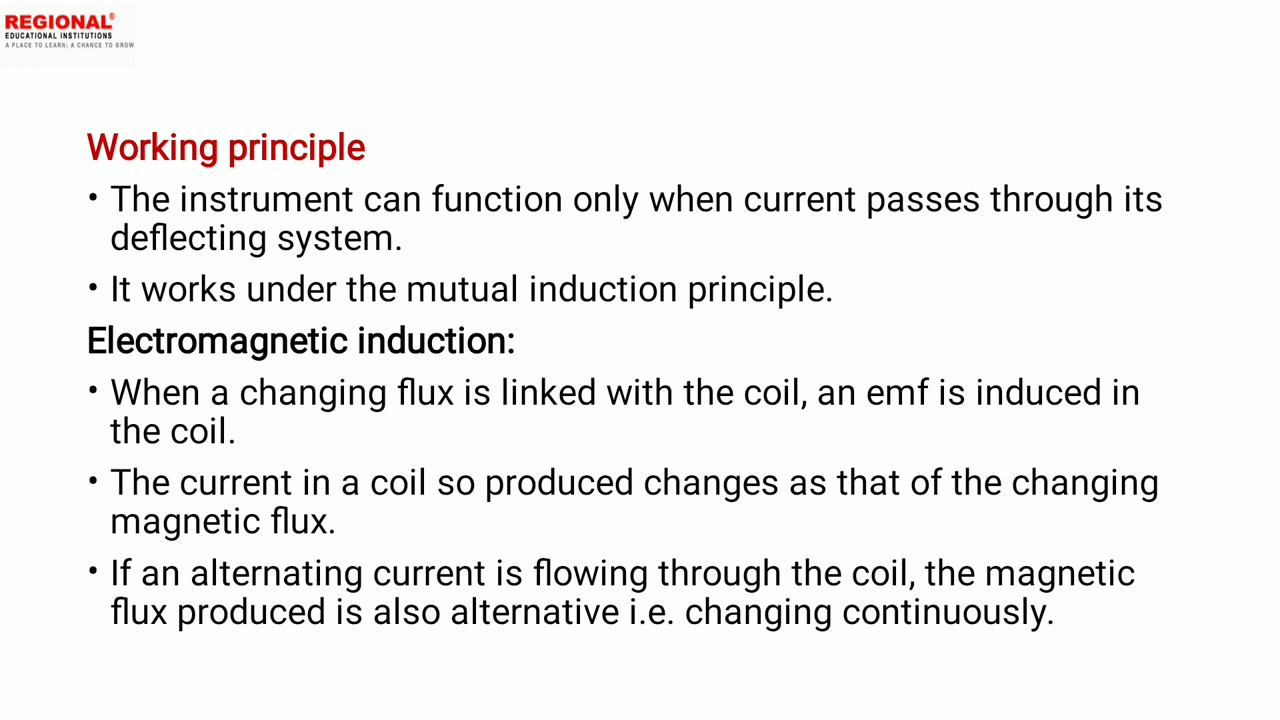 REGIONAL®
EDUCATIONAL INSTITUTIONS
A PLACE TO LEARN; A CHANCE TO GROW
Working principle
• The instrument can function only when current passes through its
deflecting system.
• It works under the mutual induction principle.
Electromagnetic induction:
• When a changing flux is linked with the coil, an emf is induced in
the coil.
• The current in a coil so produced changes as that of the changing
magnetic flux.
• If an alternating current is flowing through the coil, the magnetic
flux produced is also alternative i.e. changing continuously.